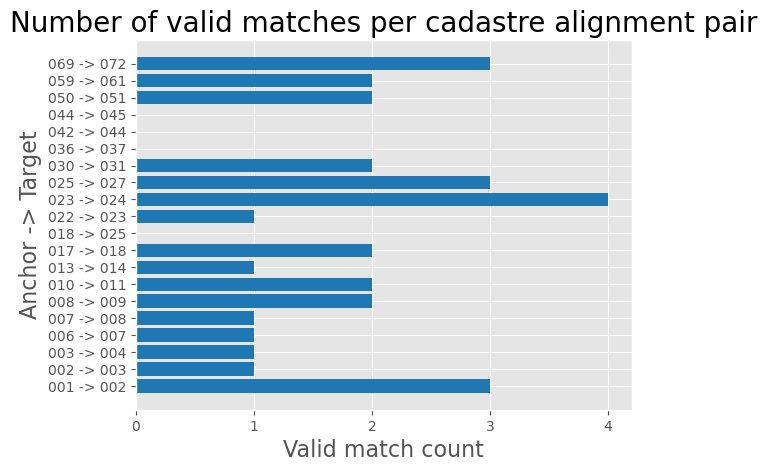 Number of valid matches per cadastre alignment pair
Anchor -> Target
069 -> 072
059 -> 061
050 -> 051
044 -> 045
042 -> 044
036 -> 037
030 -> 031
025 -> 027
023 -> 024
022 -> 023
018 -> 025
017 -> 018
013 -> 014
010 -> 011
008 -> 009
007 -> 008
006 -> 007
003 -> 004
002 -> 003
001 -> 002
0 1 2 3 4
Valid match count